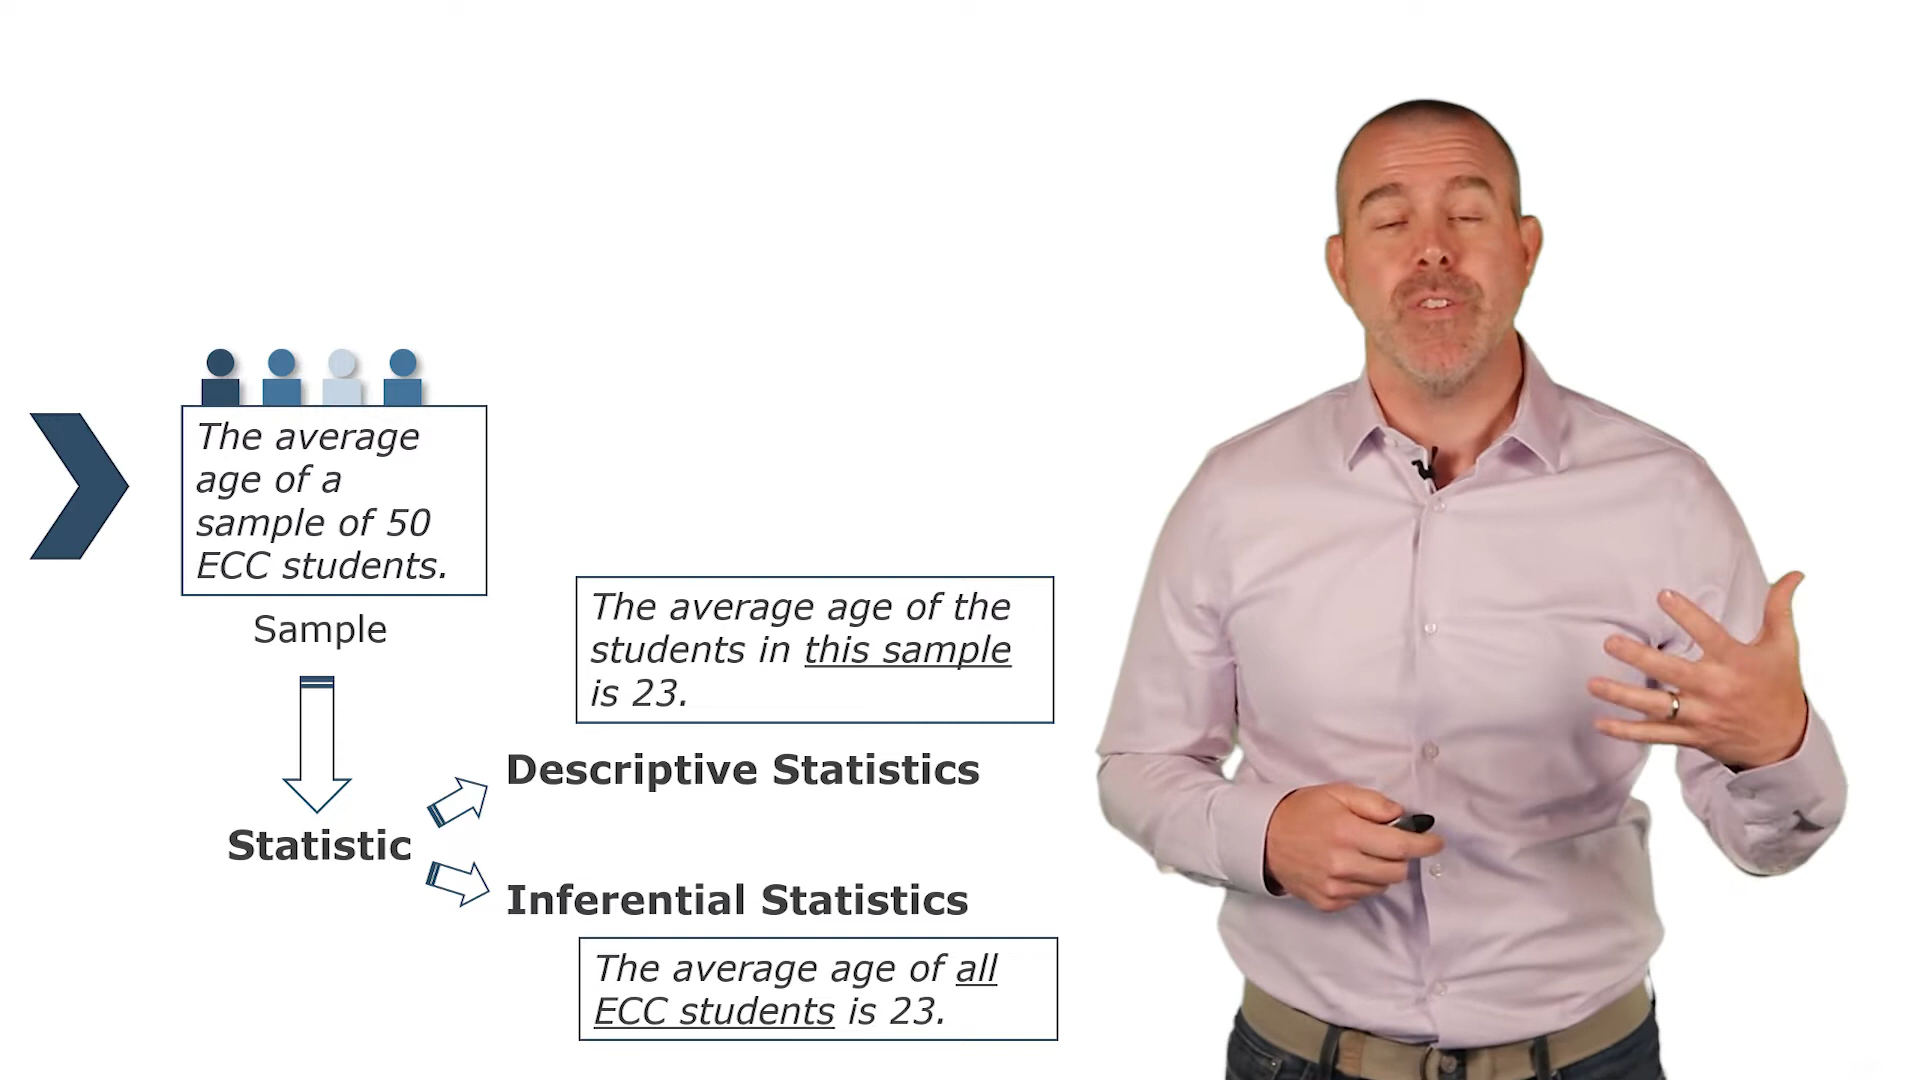 The average
age of a
sample of 50
ECC students.
Sample
Statistic
The average age of the
students in this sample
is 23.
Descriptive Statistics
Inferential Statistics
The average age of all
ECC students is 23.